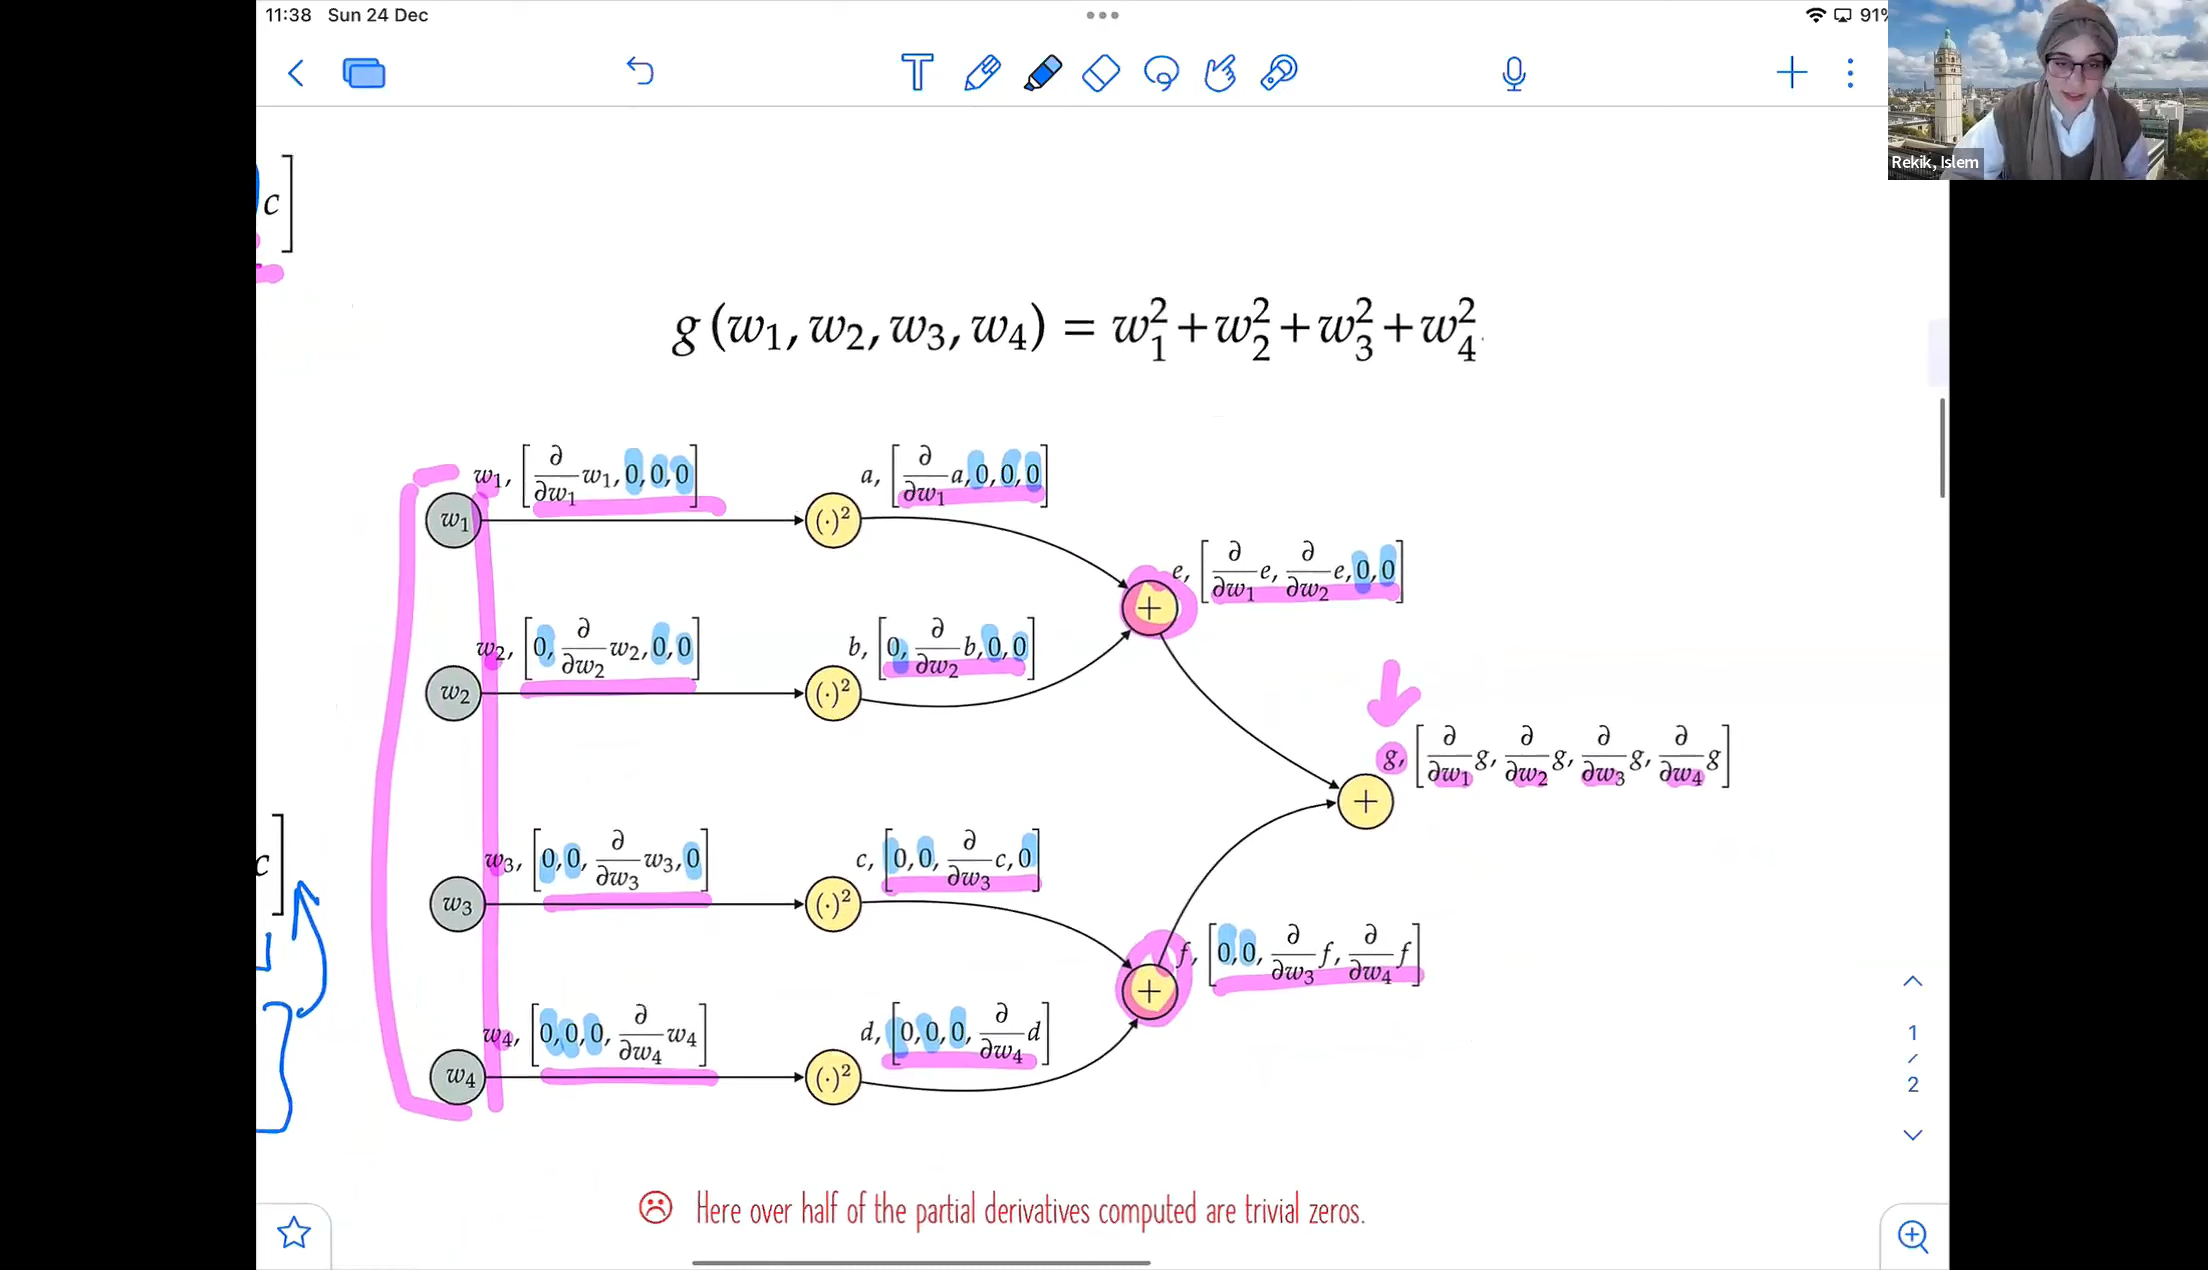 11:38 Sun 24 Dec
91%
Rekik, Islem
c]
g(w₁, w₂, w₃, w₄) = w₁² + w₂² + w₃² + w₄²
w₁, [∂/∂w₁ w₁, 0, 0, 0]
a, [∂/∂w₁ a, 0, 0, 0]
w₁
(·)²
e, [∂/∂w₁ e, ∂/∂w₂ e, 0, 0]
+
w₂, [0, ∂/∂w₂ w₂, 0, 0]
b, [0, ∂/∂w₂ b, 0, 0]
w₂
(·)²
g, [∂/∂w₁ g, ∂/∂w₂ g, ∂/∂w₃ g, ∂/∂w₄ g]
+
c]
w₃, [0, 0, ∂/∂w₃ w₃, 0]
c, [0, 0, ∂/∂w₃ c, 0]
w₃
(·)²
f, [0, 0, ∂/∂w₃ f, ∂/∂w₄ f]
+
w₄, [0, 0, 0, ∂/∂w₄ w₄]
d, [0, 0, 0, ∂/∂w₄ d]
w₄
(·)²
1
/
2
☹ Here over half of the partial derivatives computed are trivial zeros.